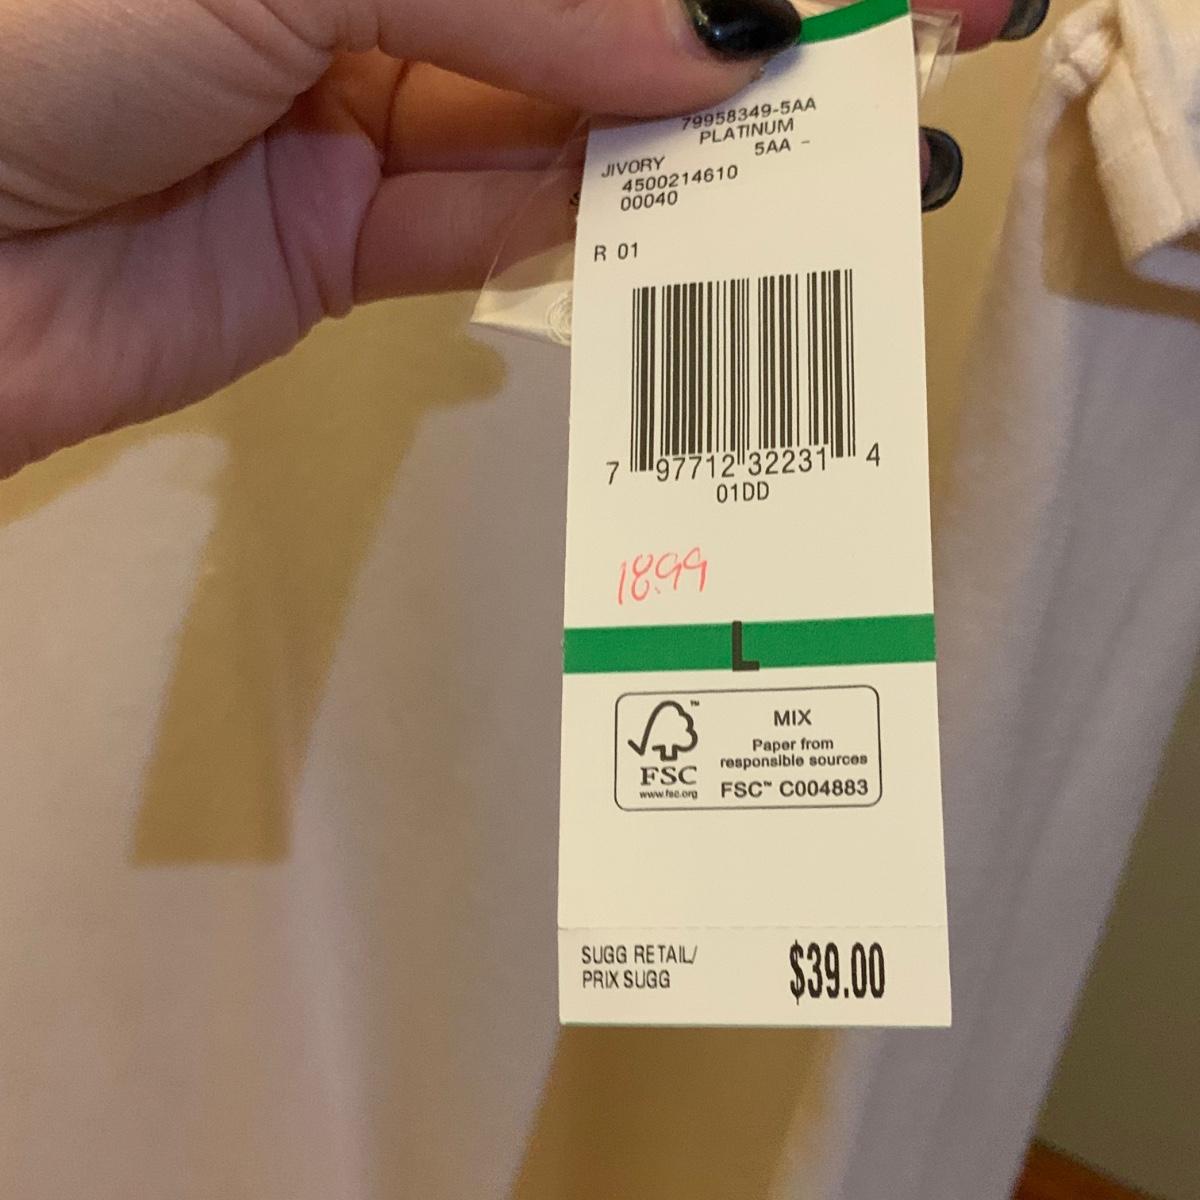 79958349-5AA
PLATINUM
JIVORY 5AA -
4500214610
00040
R 01
7 97712 32231 4
01DD
18.99
L
FSC™
www.fsc.org
MIX
Paper from
responsible sources
FSC™ C004883
SUGG RETAIL/
PRIX SUGG
$39.00